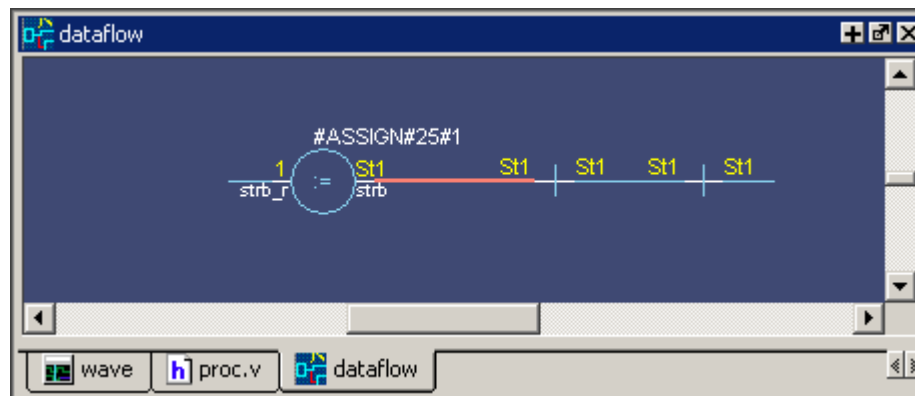 dataflow
#ASSIGN#25#1
1 St1 St1 St1 St1 St1
strb_r := strb
wave proc.v dataflow